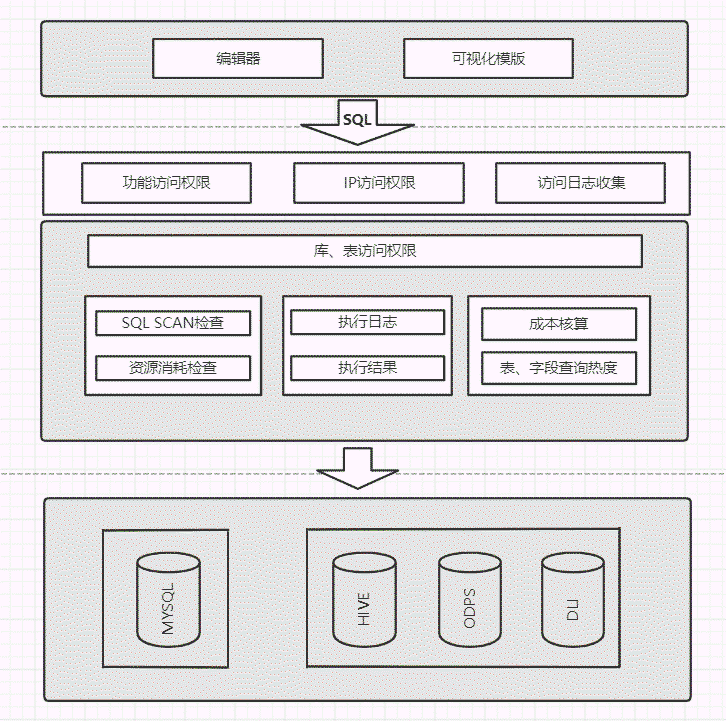 编辑器
可视化模版
SQL
功能访问权限
IP访问权限
访问日志收集
库、表访问权限
SQL SCAN检查
执行日志
成本核算
资源消耗检查
执行结果
表、字段查询热度
MYSQL
HIVE
ODPS
DLI